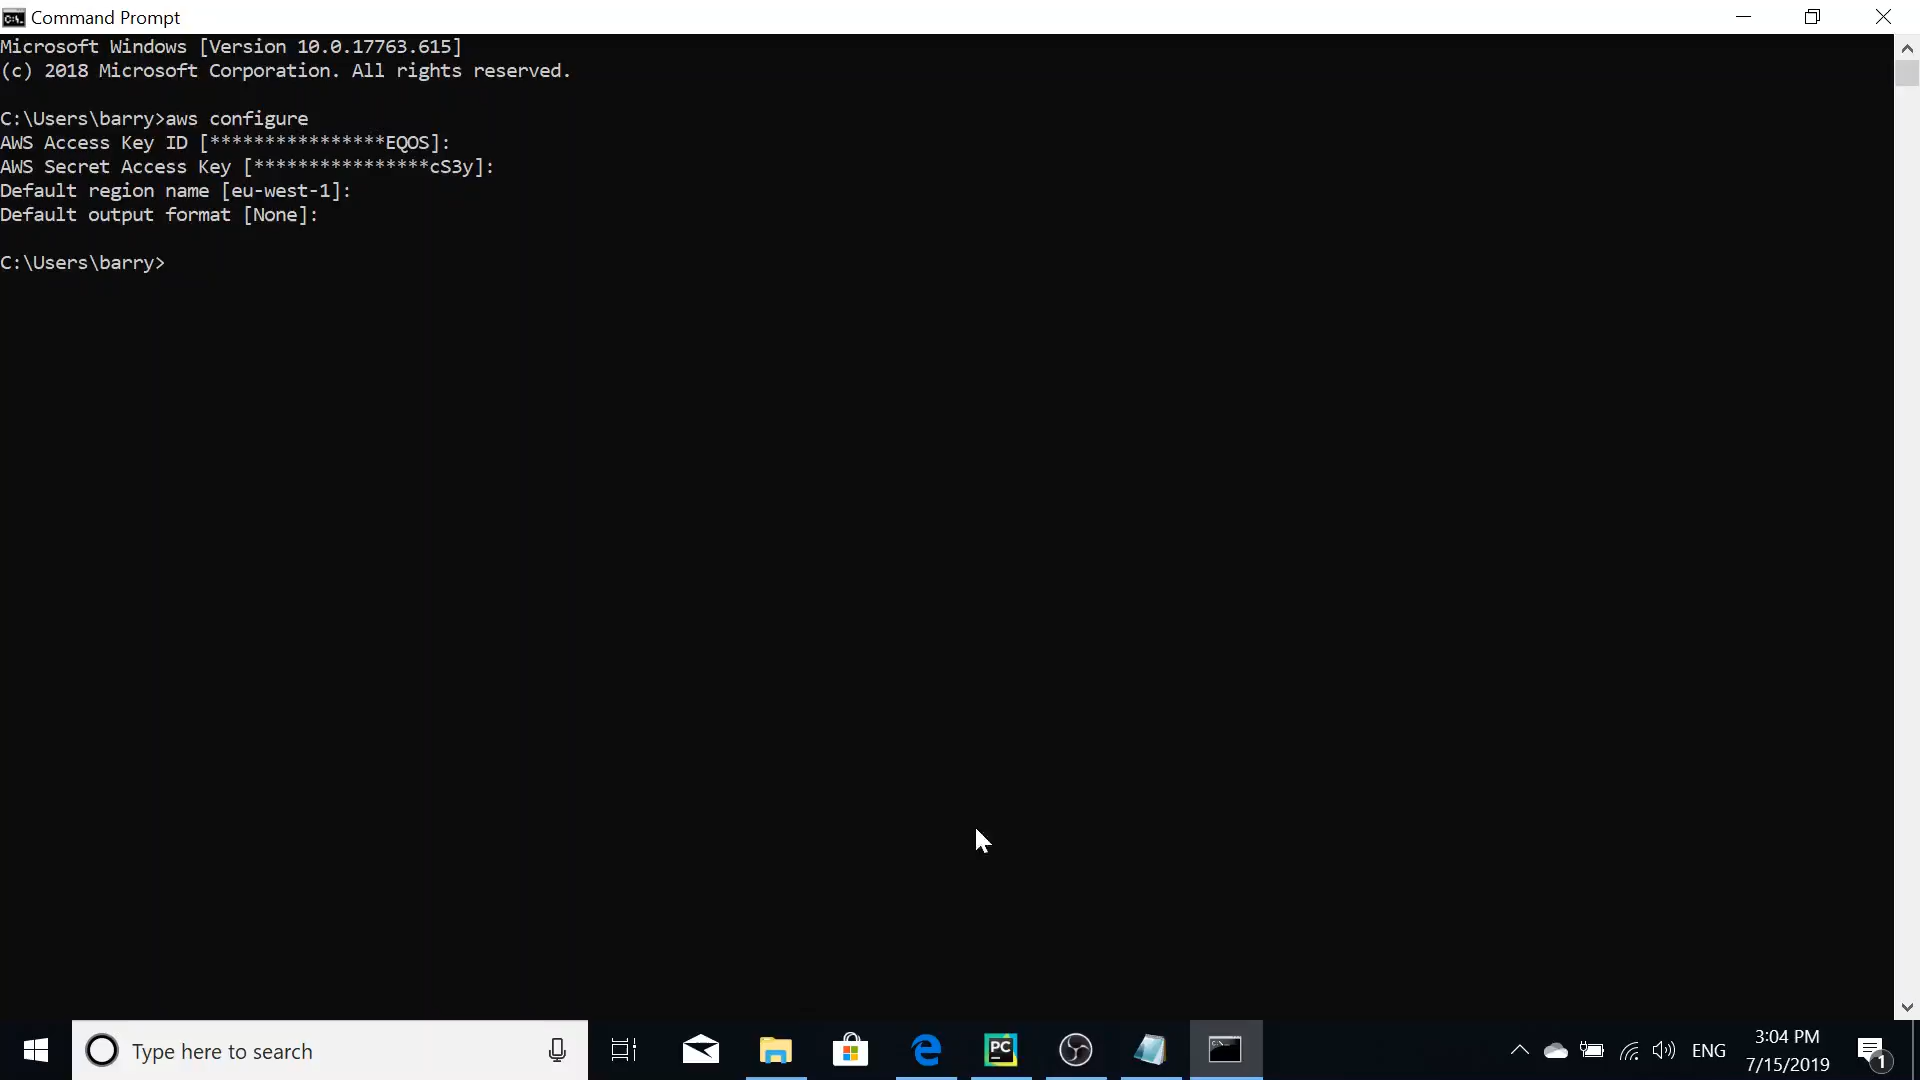 Command Prompt
Microsoft Windows [Version 10.0.17763.615]
(c) 2018 Microsoft Corporation. All rights reserved.
C:\Users\barry>aws configure
AWS Access Key ID [****************EQOS]:
AWS Secret Access Key [****************cS3y]:
Default region name [eu-west-1]:
Default output format [None]:
C:\Users\barry>
Type here to search
PC
ENG
3:04 PM
7/15/2019
1